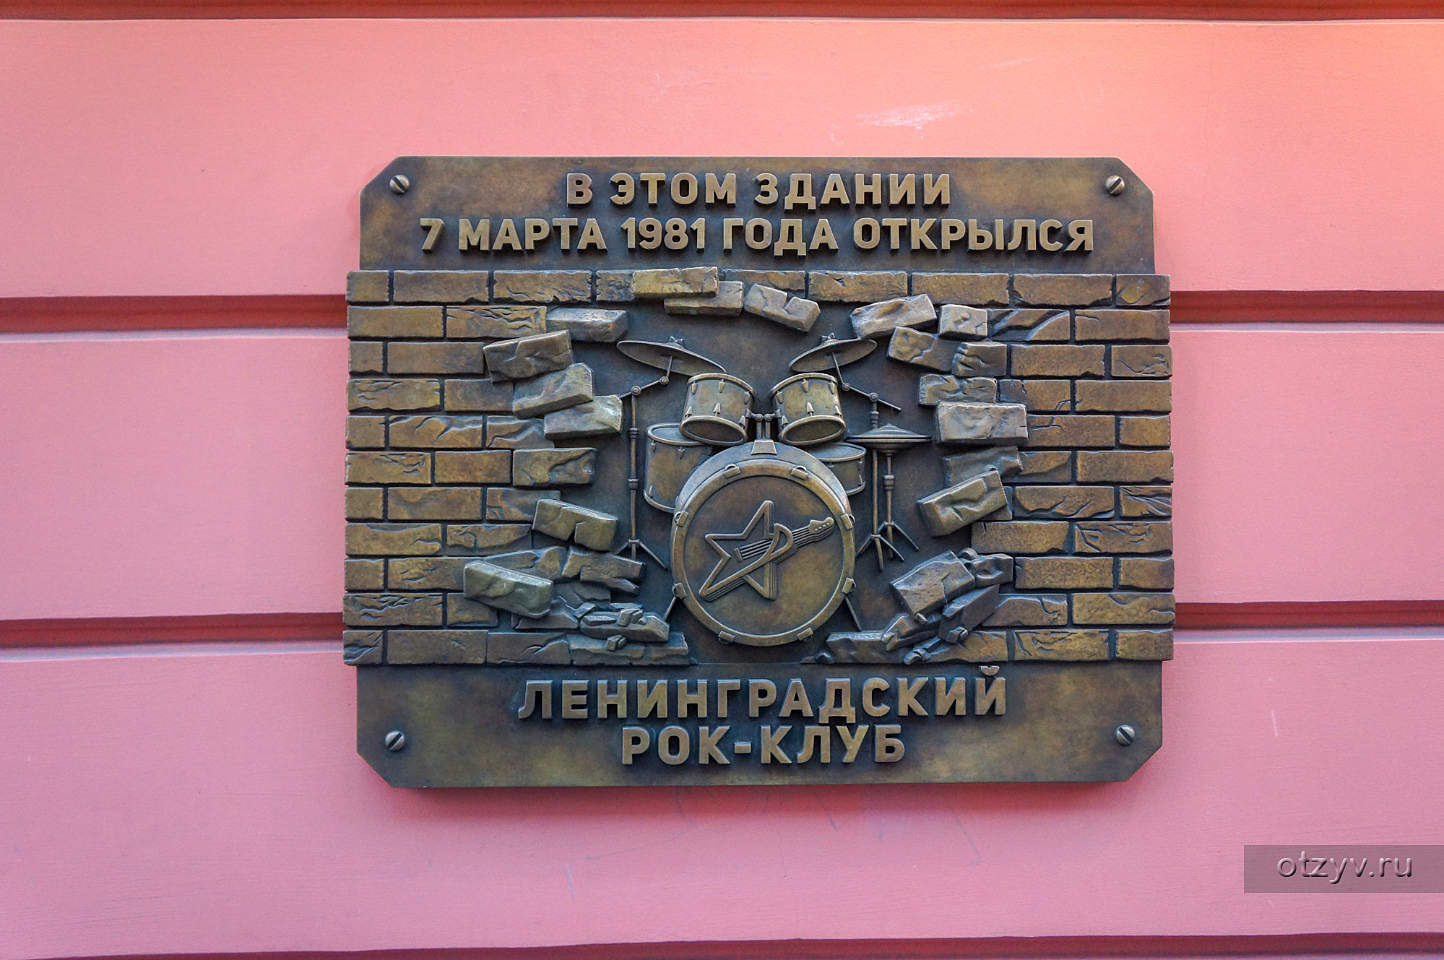 В ЭТОМ ЗДАНИИ
7 МАРТА 1981 ГОДА ОТКРЫЛСЯ
ЛЕНИНГРАДСКИЙ
РОК-КЛУБ
otzyv.ru